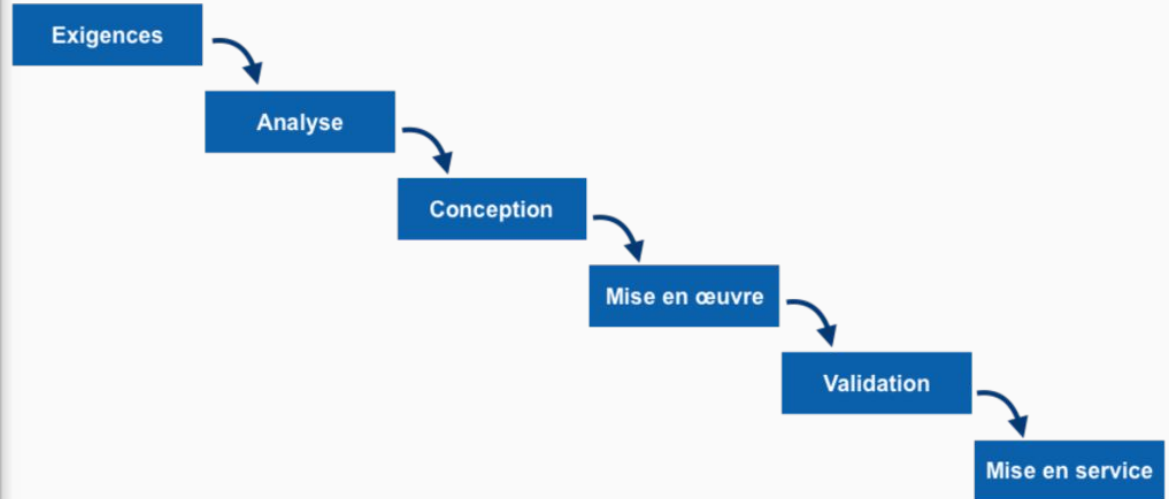 Exigences
Analyse
Conception
Mise en œuvre
Validation
Mise en service